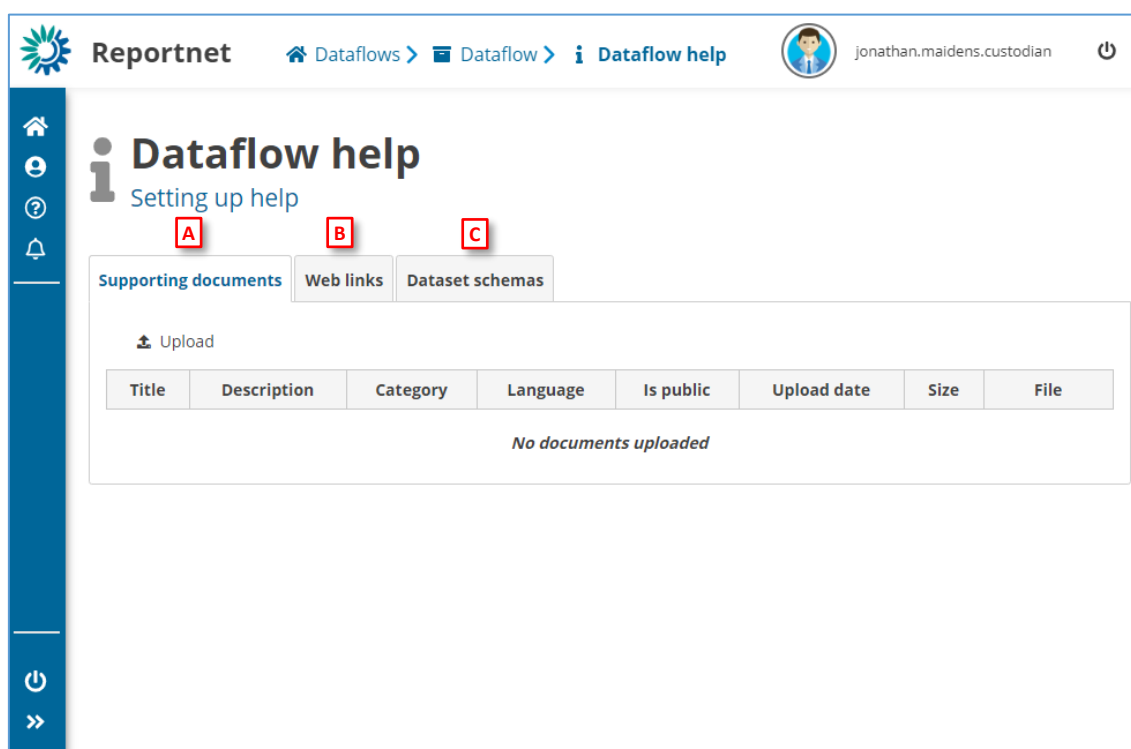 Reportnet Dataflows Dataflow Dataflow help jonathan.maidens.custodian
Dataflow help
Setting up help
A B C
Supporting documents Web links Dataset schemas
Upload
Title Description Category Language Is public Upload date Size File
No documents uploaded